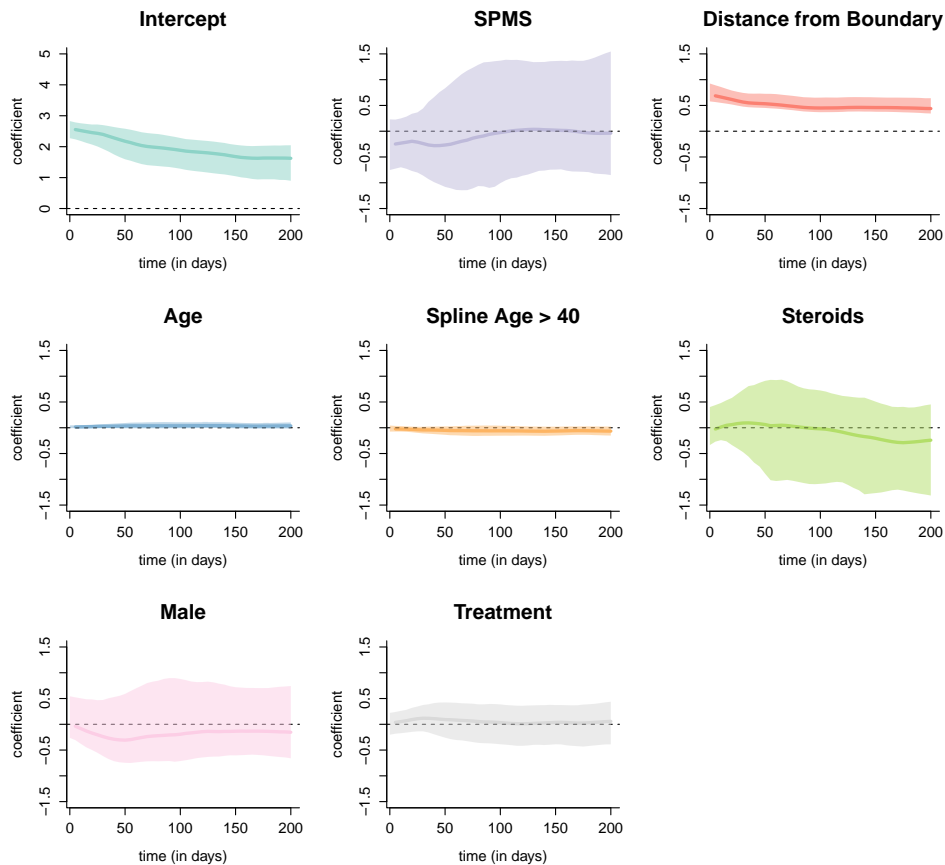 Intercept
coefficient
0 1 2 3 4 5
0 50 100 150 200
time (in days)
SPMS
coefficient
−1.5 −0.5 0.5 1.5
0 50 100 150 200
time (in days)
Distance from Boundary
coefficient
−1.5 −0.5 0.5 1.5
0 50 100 150 200
time (in days)
Age
coefficient
−1.5 −0.5 0.5 1.5
0 50 100 150 200
time (in days)
Spline Age > 40
coefficient
−1.5 −0.5 0.5 1.5
0 50 100 150 200
time (in days)
Steroids
coefficient
−1.5 −0.5 0.5 1.5
0 50 100 150 200
time (in days)
Male
coefficient
−1.5 −0.5 0.5 1.5
0 50 100 150 200
time (in days)
Treatment
coefficient
−1.5 −0.5 0.5 1.5
0 50 100 150 200
time (in days)